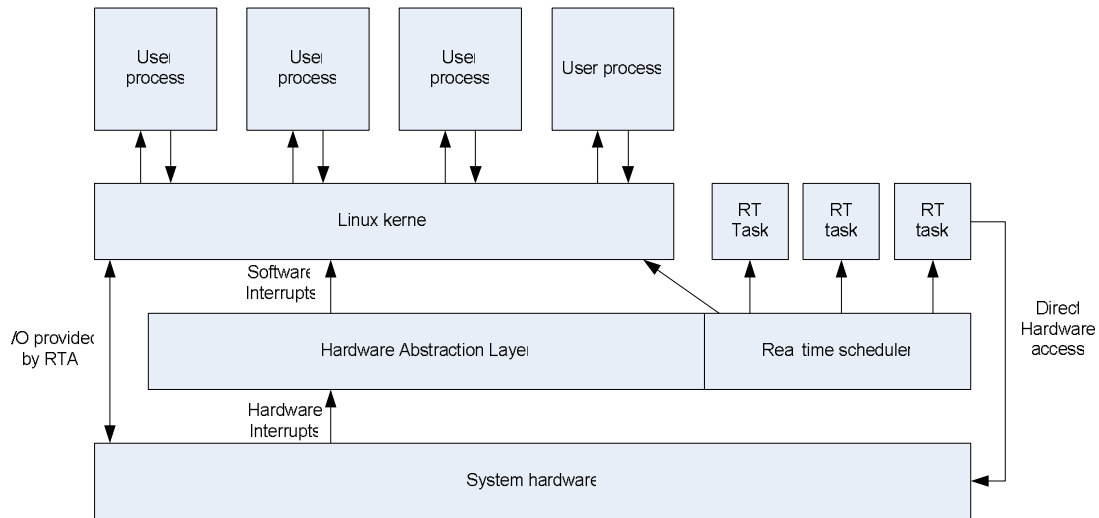 User
process
User
process
User
process
User process
Linux kerne
RT
Task
RT
task
RT
task
Software
Interrupts
/O provided
by RTA
Hardware Abstraction Layer
Rea time scheduler
Direct
Hardware
access
Hardware
Interrupts
System hardware